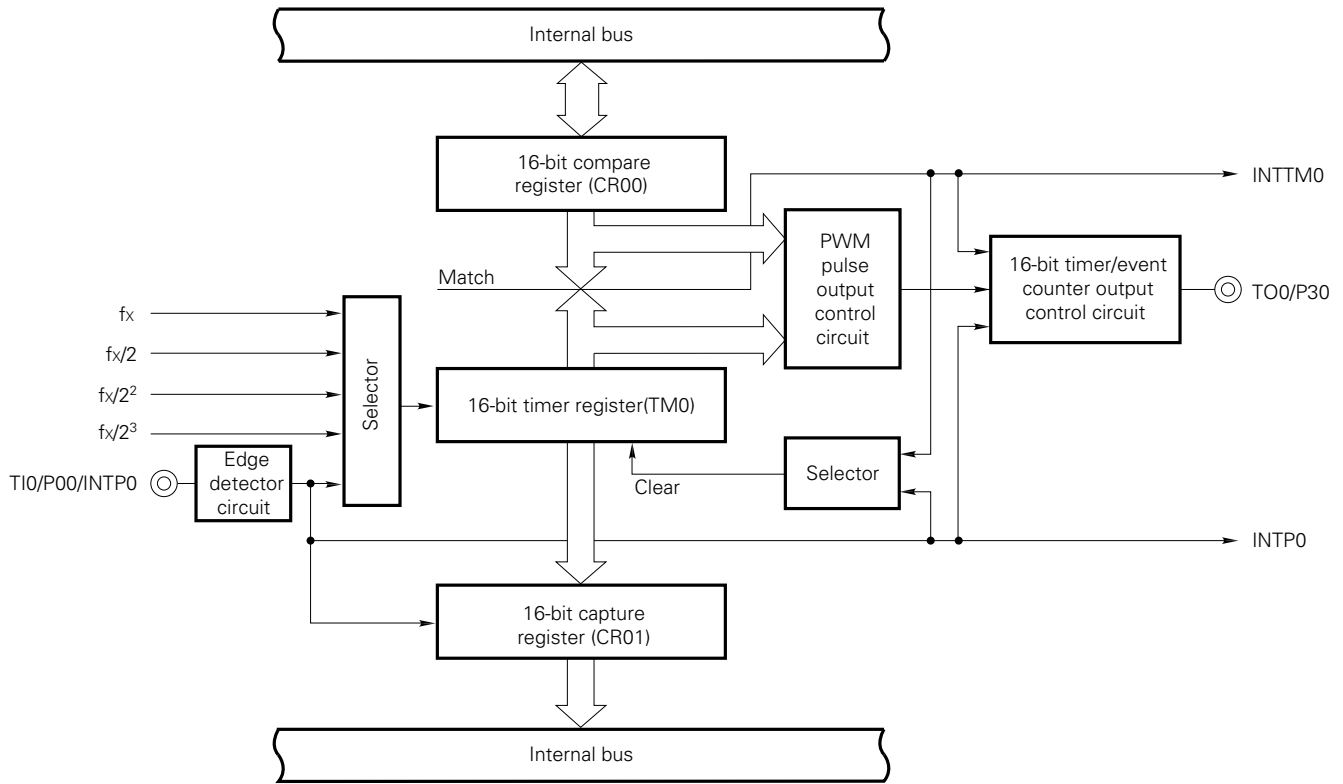 Internal bus
16-bit compare
register (CR00)
INTTM0
PWM
pulse
output
control
circuit
16-bit timer/event
counter output
control circuit
TO0/P30
Match
fX
fX/2
fX/2²
fX/2³
Selector
16-bit timer register(TM0)
TI0/P00/INTP0
Edge
detector
circuit
Clear
Selector
INTP0
16-bit capture
register (CR01)
Internal bus